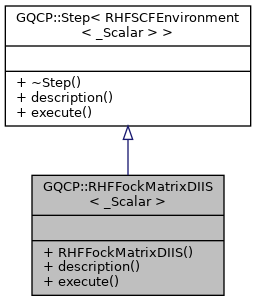 GQCP::Step< RHFSCFEnvironment
< _Scalar > >
+ ~Step()
+ description()
+ execute()
GQCP::RHFFockMatrixDIIS
< _Scalar >
+ RHFFockMatrixDIIS()
+ description()
+ execute()